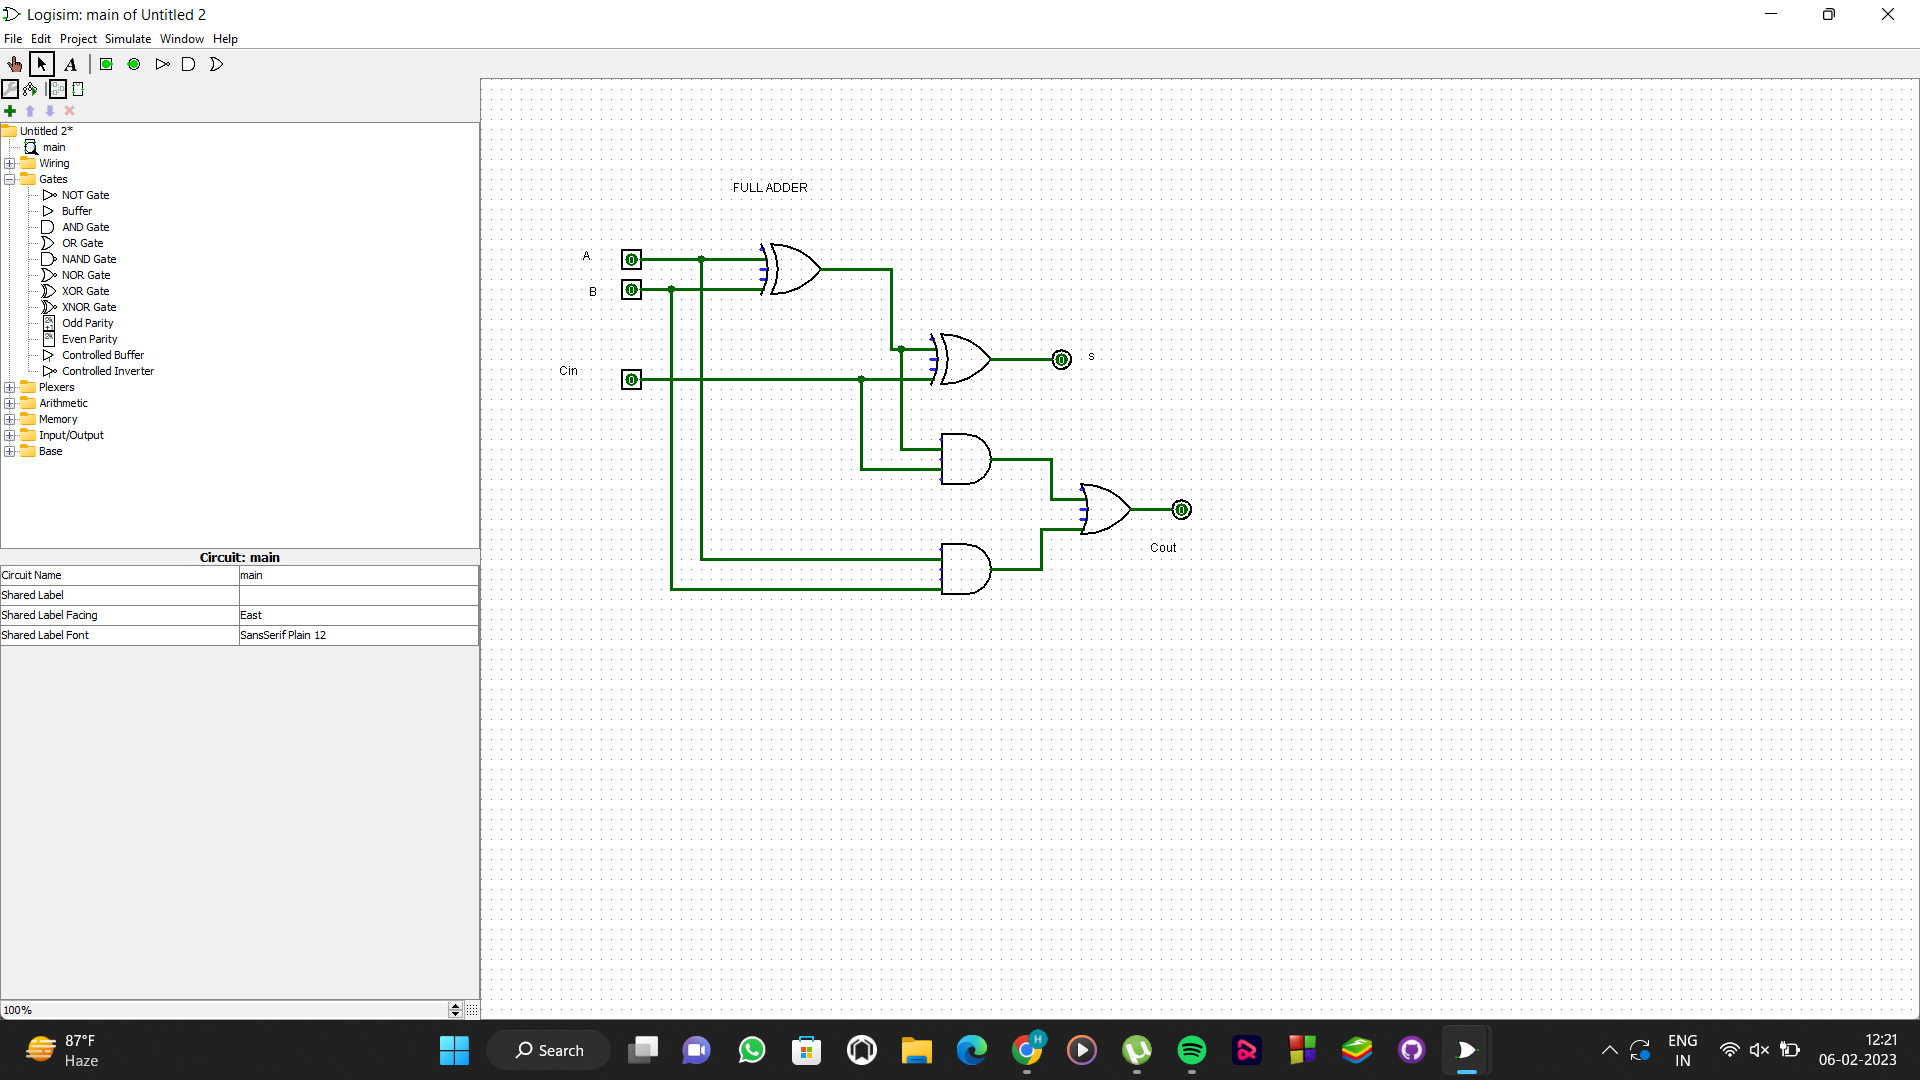 Logisim: main of Untitled 2
File Edit Project Simulate Window Help
A
Untitled 2*
main
Wiring
Gates
NOT Gate
Buffer
AND Gate
OR Gate
NAND Gate
NOR Gate
XOR Gate
XNOR Gate
2k+1 Odd Parity
2k Even Parity
Controlled Buffer
Controlled Inverter
Plexers
Arithmetic
Memory
Input/Output
Base
Circuit: main
Circuit Name main
Shared Label
Shared Label Facing East
Shared Label Font SansSerif Plain 12
100%
FULL ADDER
A 0
B 0
0 s
Cin 0
0
Cout
87°F
Haze
Search
H
ENG
IN
12:21
06-02-2023